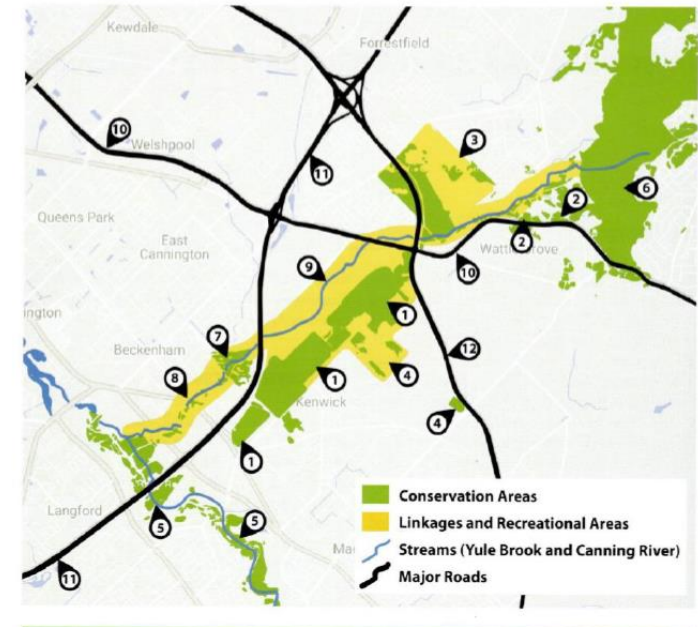 Kewdale
Forrestfield
10
Welshpool
11
3
6
2
Queens Park
East
Cannington
2
10
9
ington
1
7
Beckenham
12
8
1
4
Kenwick
4
1
Langford
5
5
11
Conservation Areas
Linkages and Recreational Areas
Streams (Yule Brook and Canning River)
Major Roads